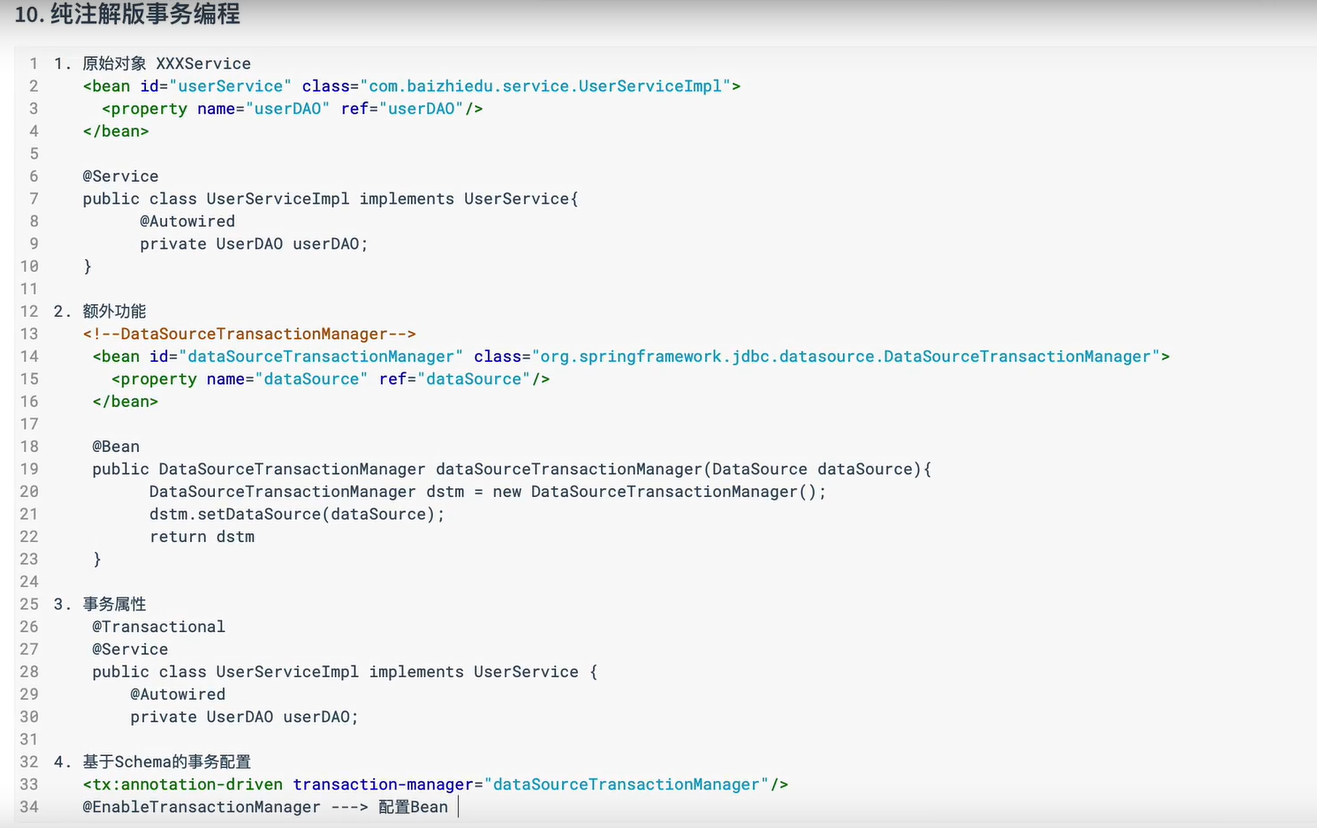 10. 纯注解版事务编程
1 1. 原始对象 XXXService
2 <bean id="userService" class="com.baizhiedu.service.UserServiceImpl">
3 <property name="userDAO" ref="userDAO"/>
4 </bean>
5
6 @Service
7 public class UserServiceImpl implements UserService{
8 @Autowired
9 private UserDAO userDAO;
10 }
11
12 2. 额外功能
13 <!--DataSourceTransactionManager-->
14 <bean id="dataSourceTransactionManager" class="org.springframework.jdbc.datasource.DataSourceTransactionManager">
15 <property name="dataSource" ref="dataSource"/>
16 </bean>
17
18 @Bean
19 public DataSourceTransactionManager dataSourceTransactionManager(DataSource dataSource){
20 DataSourceTransactionManager dstm = new DataSourceTransactionManager();
21 dstm.setDataSource(dataSource);
22 return dstm
23 }
24
25 3. 事务属性
26 @Transactional
27 @Service
28 public class UserServiceImpl implements UserService {
29 @Autowired
30 private UserDAO userDAO;
31
32 4. 基于Schema的事务配置
33 <tx:annotation-driven transaction-manager="dataSourceTransactionManager"/>
34 @EnableTransactionManager ---> 配置Bean